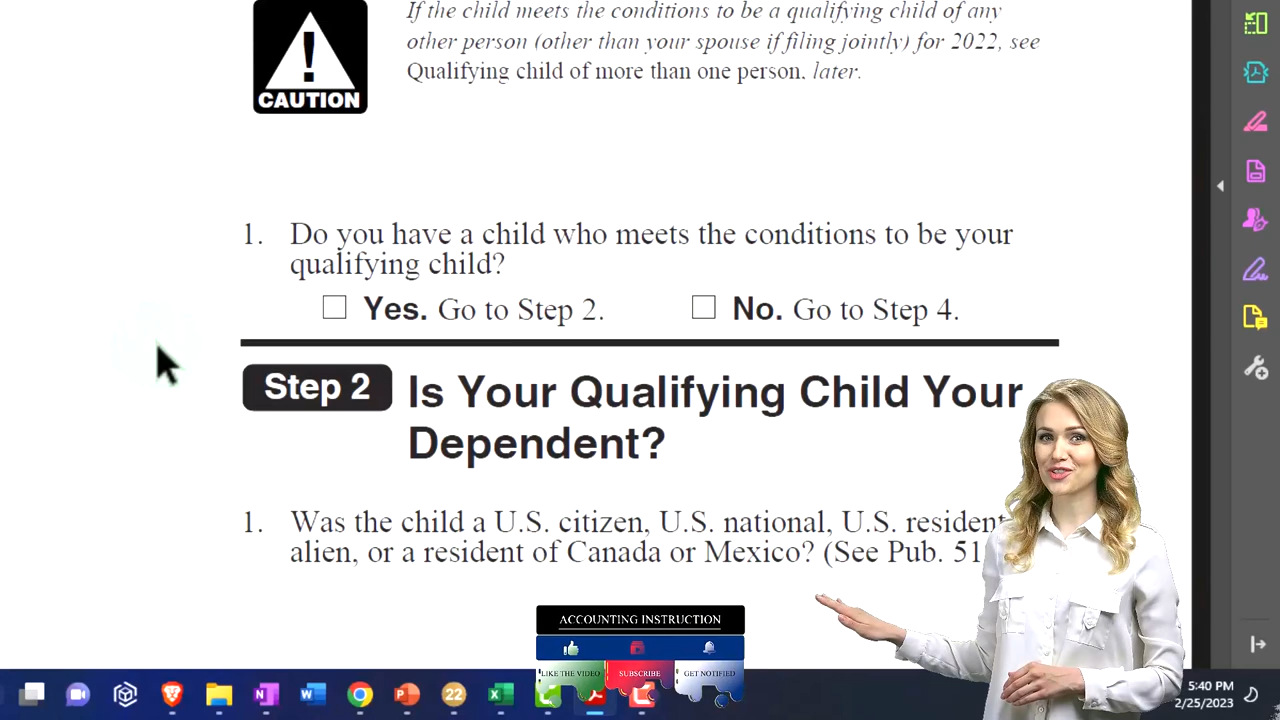 If the child meets the conditions to be a qualifying child of any
other person (other than your spouse if filing jointly) for 2022, see
Qualifying child of more than one person, later.
CAUTION
1. Do you have a child who meets the conditions to be your
qualifying child?
Yes. Go to Step 2. No. Go to Step 4.
Step 2 Is Your Qualifying Child Your
Dependent?
1. Was the child a U.S. citizen, U.S. national, U.S. resident
alien, or a resident of Canada or Mexico? (See Pub. 51
ACCOUNTING INSTRUCTION
LIKE THE VIDEO SUBSCRIBE GET NOTIFIED
22
5:40 PM
2/25/2023